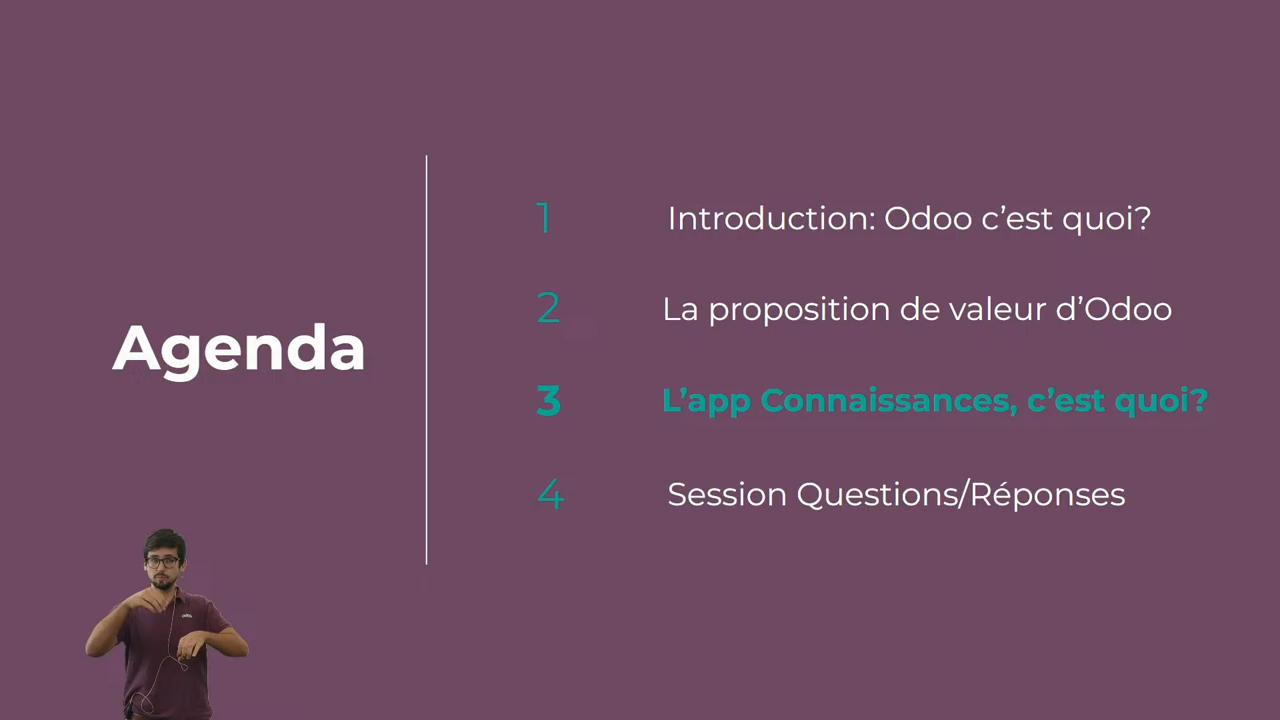 Agenda
1 Introduction: Odoo c’est quoi?
2 La proposition de valeur d’Odoo
3 L’app Connaissances, c’est quoi?
4 Session Questions/Réponses